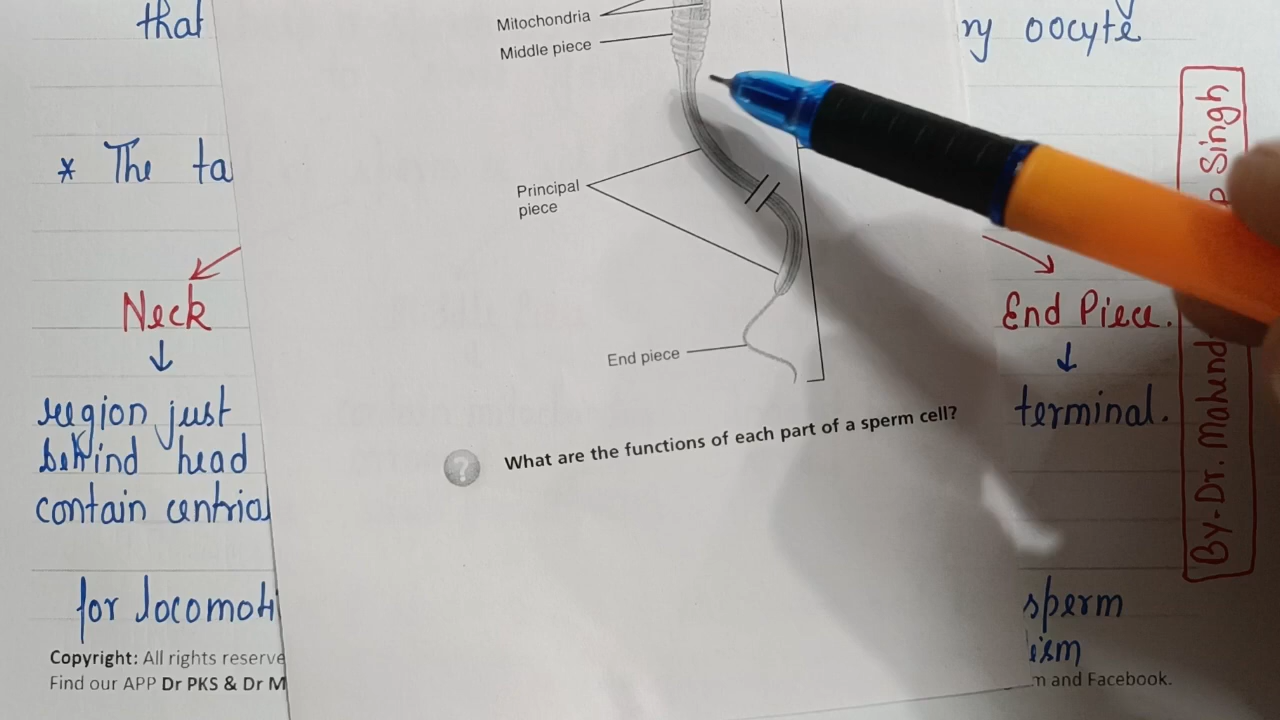 that
ry oocyte
Mitochondria
Middle piece
* The ta
Principal
piece
Neck
End Piece.
End piece
region just
behind head
contain centriol
terminal.
What are the functions of each part of a sperm cell?
for locomoti
sperm
ism
Copyright: All rights reserve
Find our APP Dr PKS & Dr M
m and Facebook.
By-Dr. Mahend p Singh